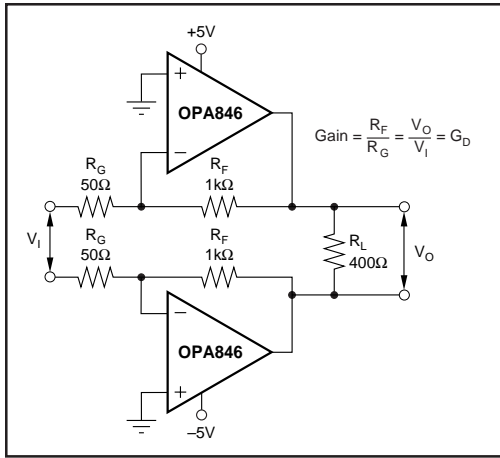 +5V
+
OPA846
−
Gain = R_F/R_G = V_O/V_I = G_D
R_G
50Ω
R_F
1kΩ
V_I
R_G
50Ω
R_F
1kΩ
R_L
400Ω
V_O
−
OPA846
+
–5V